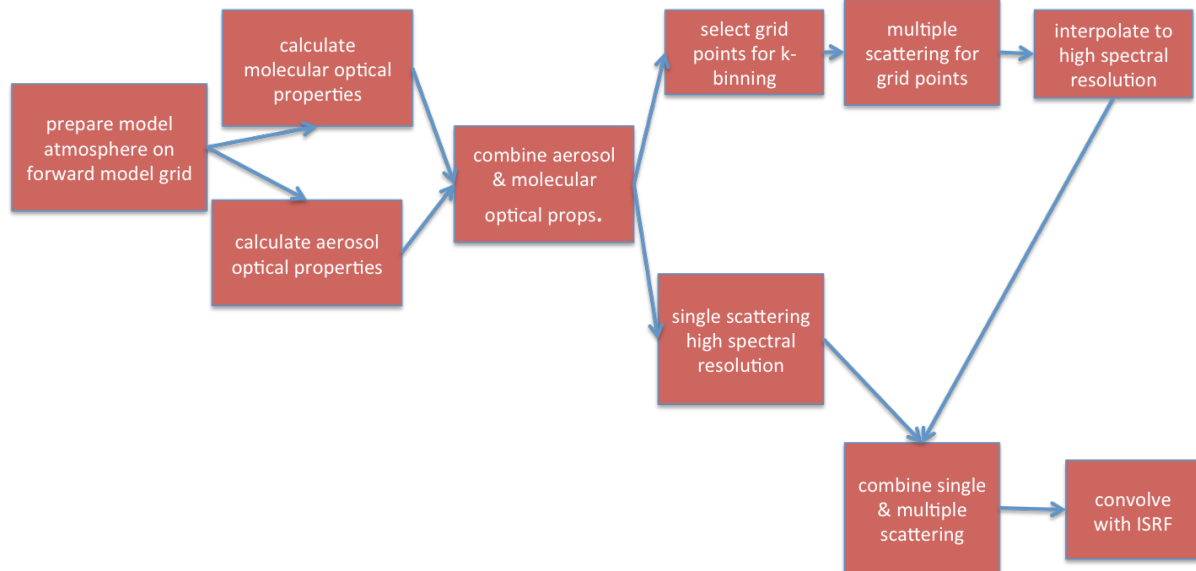 prepare model
atmosphere on
forward model grid
calculate
molecular optical
properties
calculate aerosol
optical properties
combine aerosol
& molecular
optical props.
select grid
points for k-
binning
multiple
scattering for
grid points
interpolate to
high spectral
resolution
single scattering
high spectral
resolution
combine single
& multiple
scattering
convolve
with ISRF